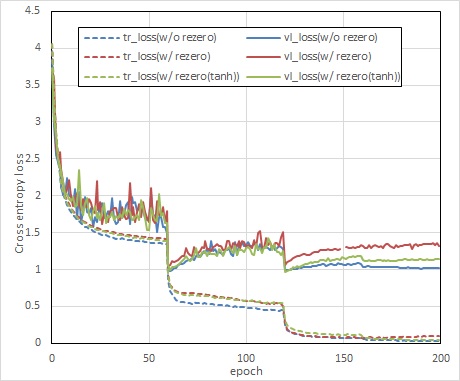 4.5
4
3.5
3
2.5
2
1.5
1
0.5
0
Cross entropy loss
tr_loss(w/o rezero) vl_loss(w/o rezero)
tr_loss(w/ rezero) vl_loss(w/ rezero)
tr_loss(w/ rezero(tanh)) vl_loss(w/ rezero(tanh))
0 50 100 150 200
epoch